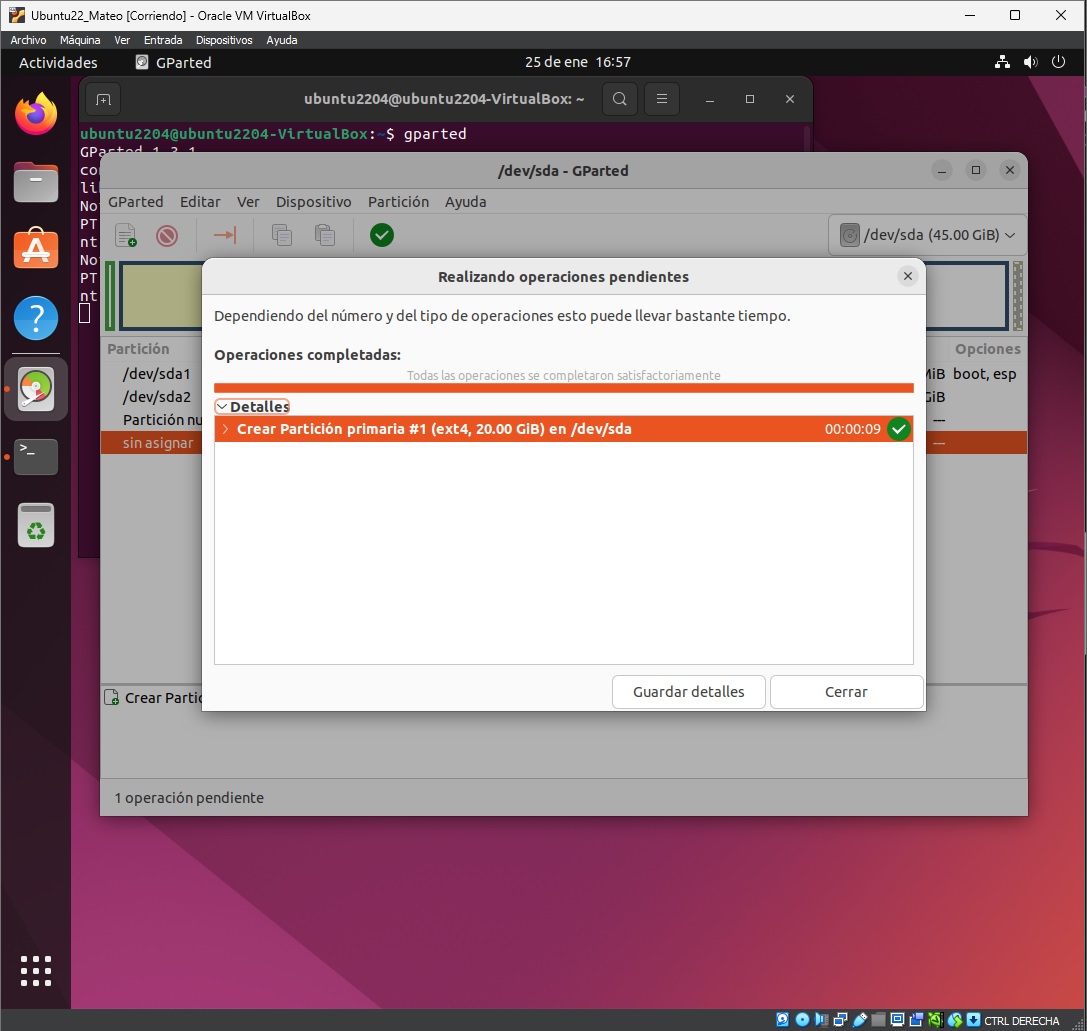 Ubuntu22_Mateo [Corriendo] - Oracle VM VirtualBox
Archivo Máquina Ver Entrada Dispositivos Ayuda
Actividades GParted 25 de ene 16:57
ubuntu2204@ubuntu2204-VirtualBox: ~
ubuntu2204@ubuntu2204-VirtualBox:~$ gparted
GParted 1.3.1
/dev/sda - GParted
GParted Editar Ver Dispositivo Partición Ayuda
/dev/sda (45.00 GiB)
Realizando operaciones pendientes
Dependiendo del número y del tipo de operaciones esto puede llevar bastante tiempo.
Operaciones completadas:
Todas las operaciones se completaron satisfactoriamente
Detalles
Crear Partición primaria #1 (ext4, 20.00 GiB) en /dev/sda 00:00:09
Guardar detalles Cerrar
Partición Opciones
/dev/sda1 MiB boot, esp
/dev/sda2 GiB
Partición nu ---
sin asignar ---
Crear Partic
1 operación pendiente
No
PT
nt
No
PT
nt
CTRL DERECHA